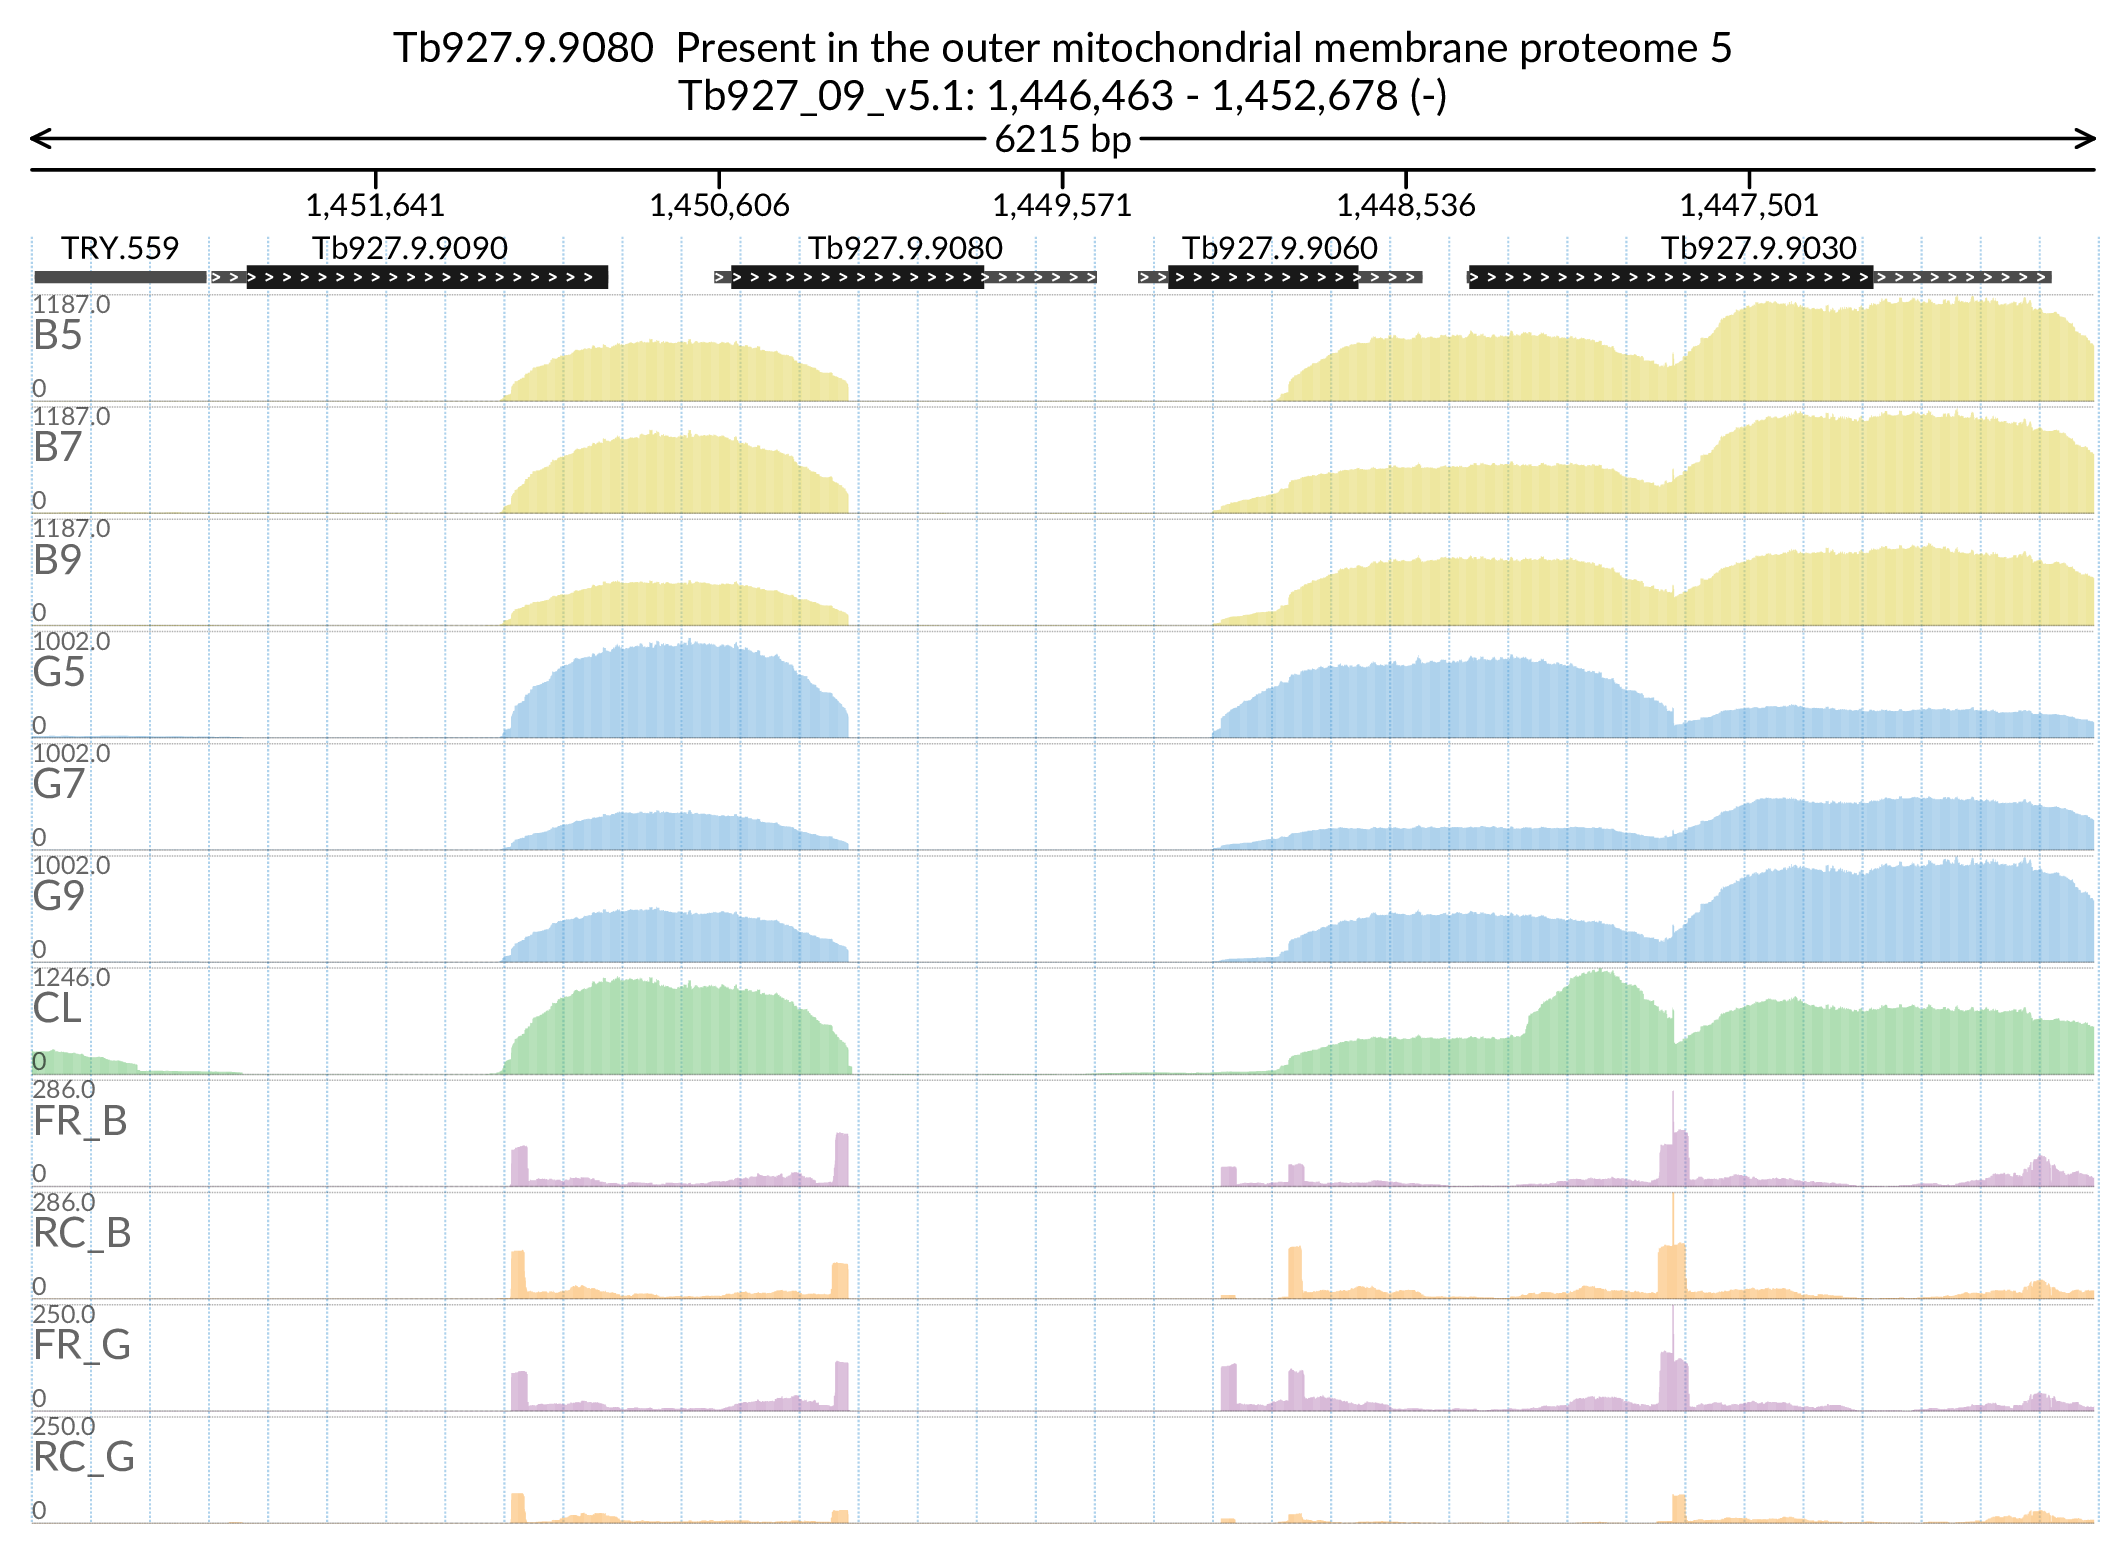 Tb927.9.9080 Present in the outer mitochondrial membrane proteome 5
Tb927_09_v5.1: 1,446,463 - 1,452,678 (-)
6215 bp
1,451,641 1,450,606 1,449,571 1,448,536 1,447,501
TRY.559 Tb927.9.9090 Tb927.9.9080 Tb927.9.9060 Tb927.9.9030
1187.0
B5
0
1187.0
B7
0
1187.0
B9
0
1002.0
G5
0
1002.0
G7
0
1002.0
G9
0
1246.0
CL
0
286.0
FR_B
0
286.0
RC_B
0
250.0
FR_G
0
250.0
RC_G
0